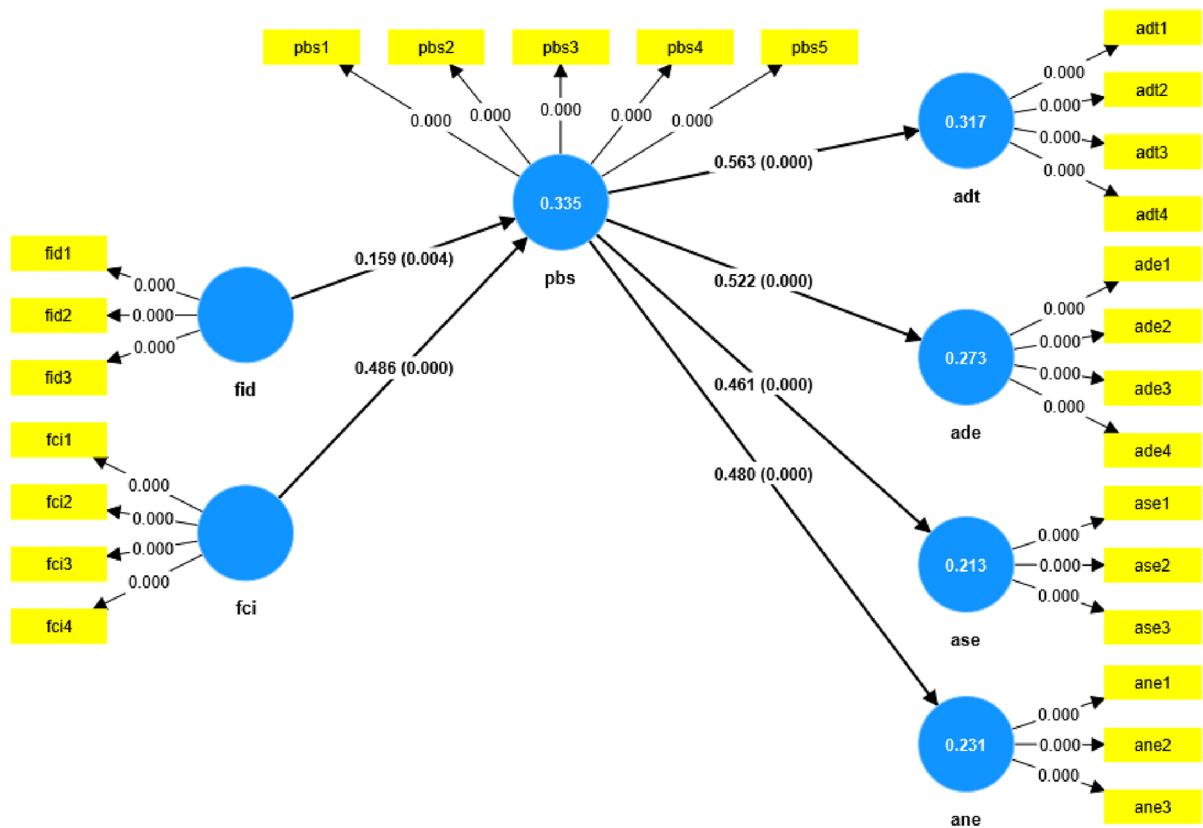 pbs1
pbs2
pbs3
pbs4
pbs5
0.000
0.000
0.000
0.000
0.000
0.335
pbs
fid1
fid2
fid3
0.000
0.000
0.000
fid
0.159 (0.004)
fci1
fci2
fci3
fci4
0.000
0.000
0.000
0.000
fci
0.486 (0.000)
0.563 (0.000)
0.522 (0.000)
0.461 (0.000)
0.480 (0.000)
0.317
adt
0.000
0.000
0.000
0.000
adt1
adt2
adt3
adt4
0.273
ade
0.000
0.000
0.000
0.000
ade1
ade2
ade3
ade4
0.213
ase
0.000
0.000
0.000
ase1
ase2
ase3
0.231
ane
0.000
0.000
0.000
ane1
ane2
ane3